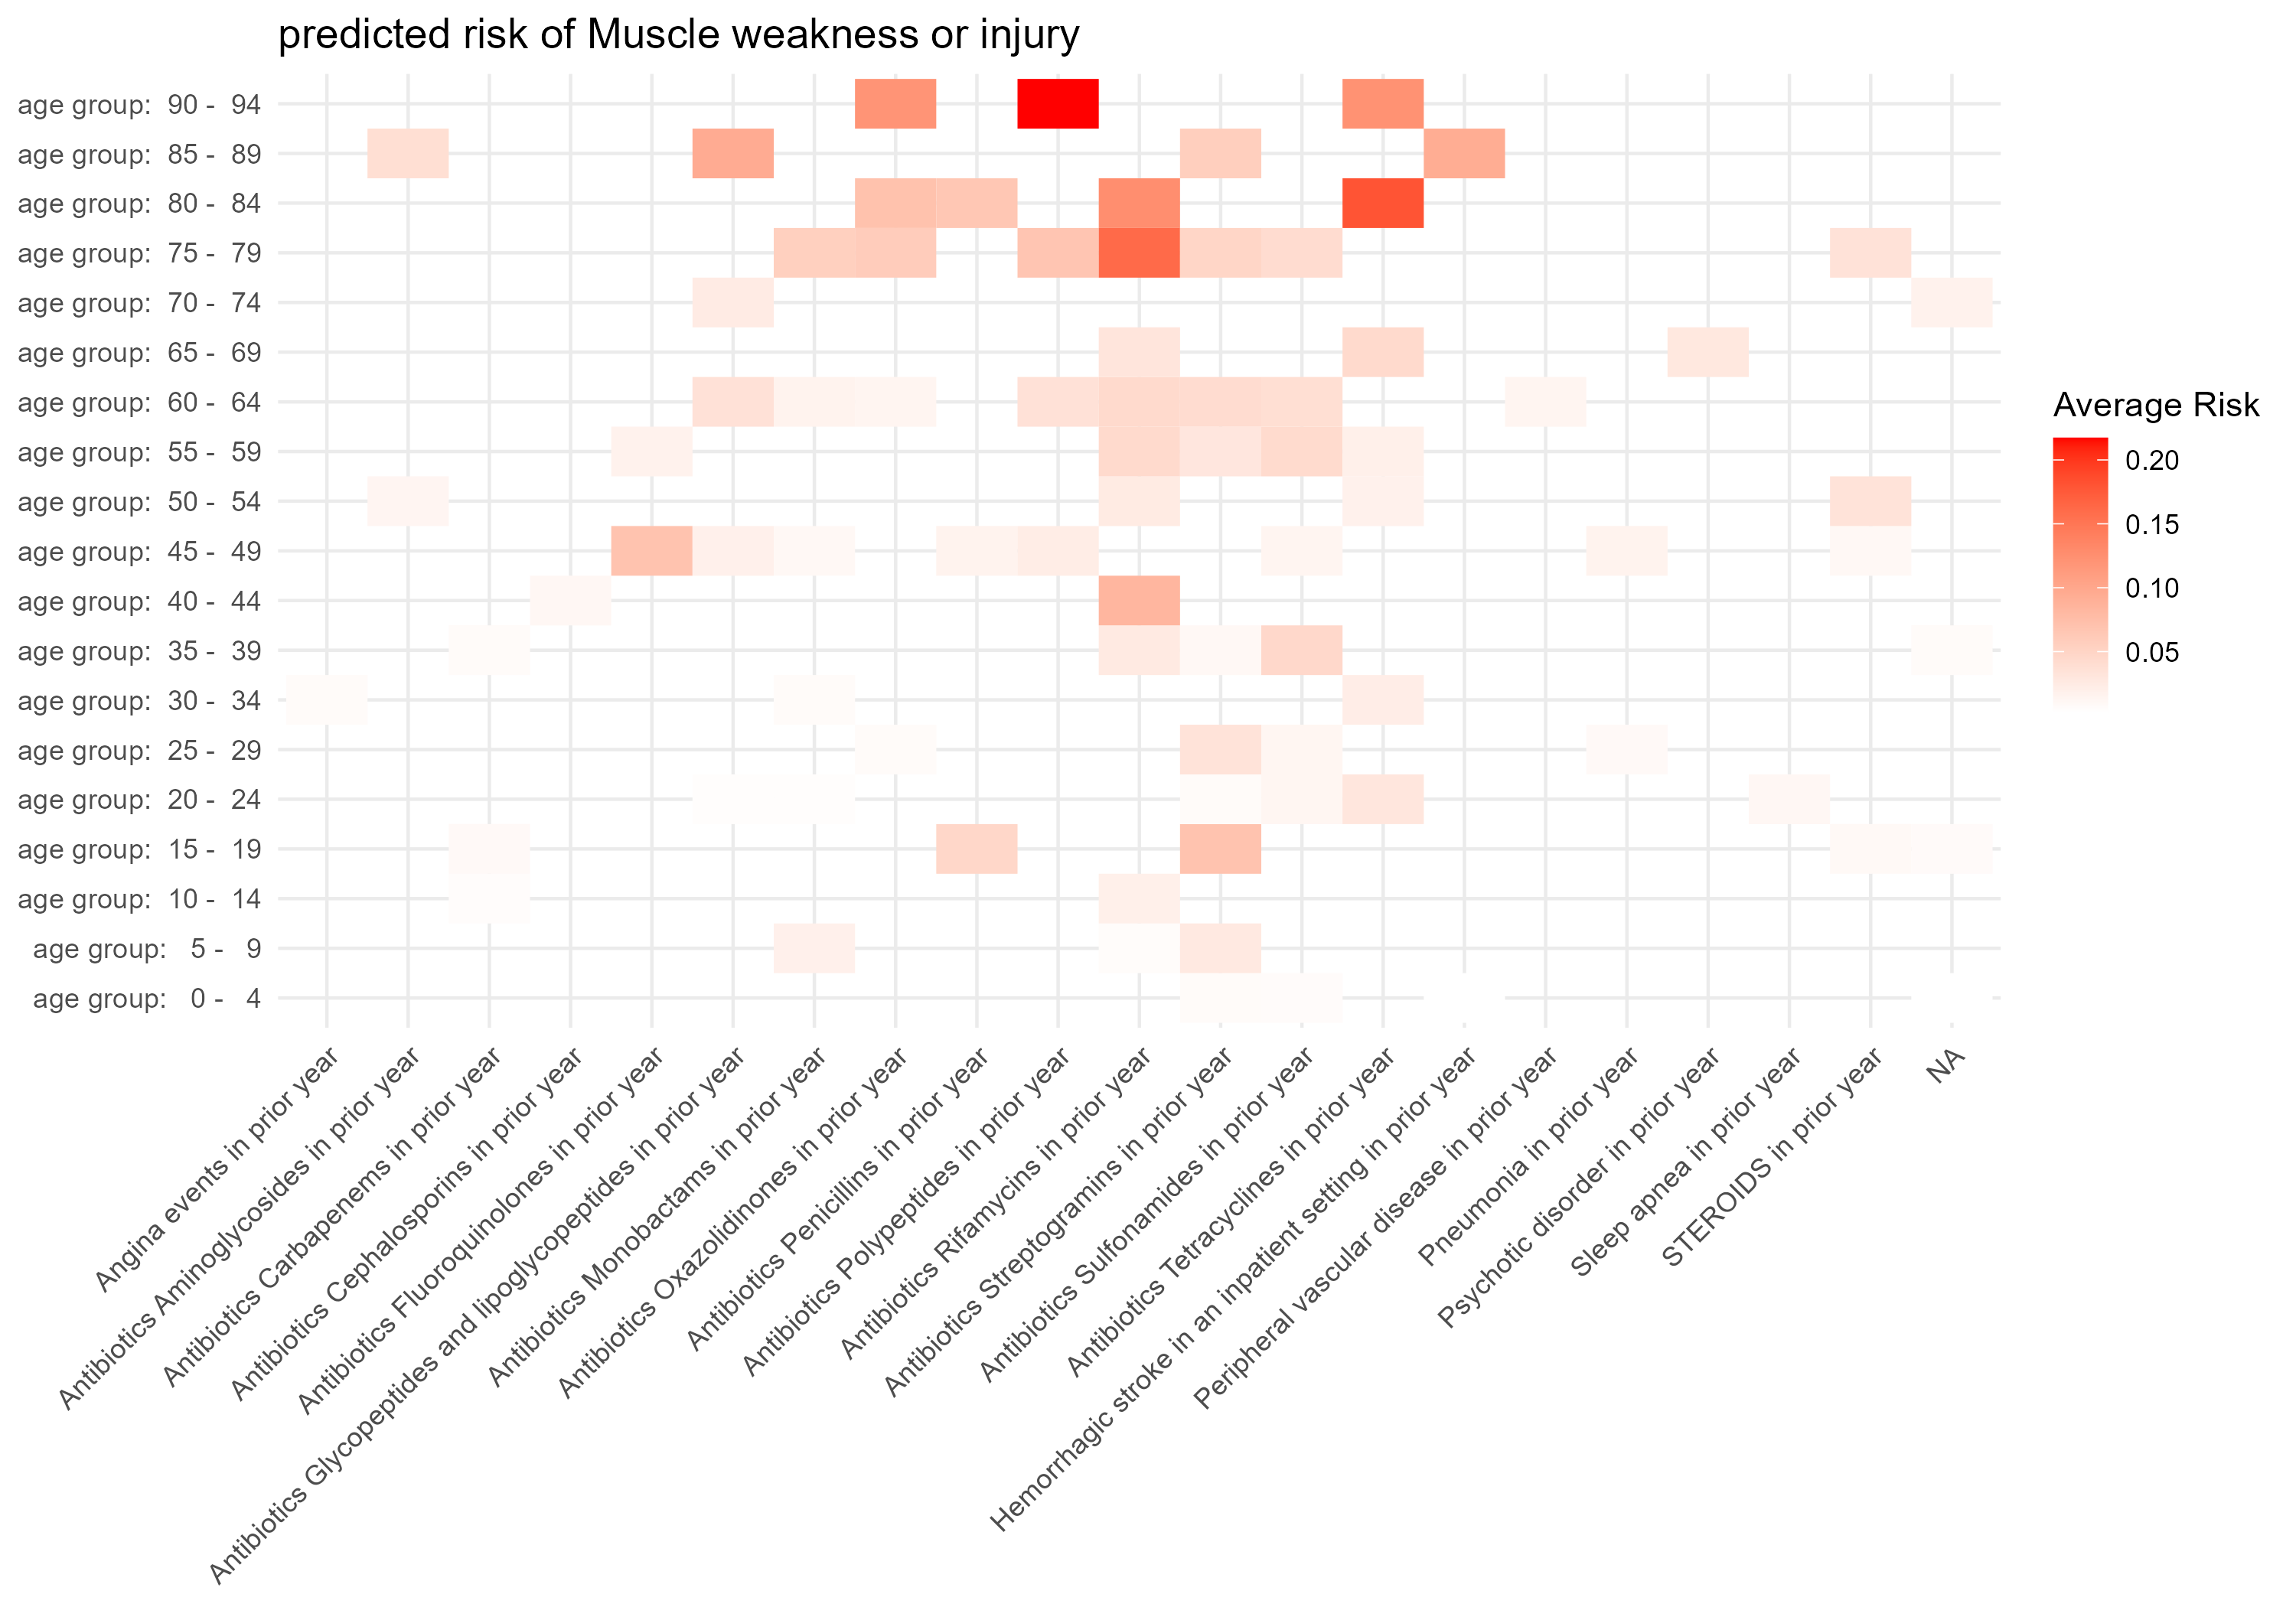 predicted risk of Muscle weakness or injury
age group: 90 - 94
age group: 85 - 89
age group: 80 - 84
age group: 75 - 79
age group: 70 - 74
age group: 65 - 69
age group: 60 - 64
age group: 55 - 59
age group: 50 - 54
age group: 45 - 49
age group: 40 - 44
age group: 35 - 39
age group: 30 - 34
age group: 25 - 29
age group: 20 - 24
age group: 15 - 19
age group: 10 - 14
age group: 5 - 9
age group: 0 - 4
Angina events in prior year
Antibiotics Aminoglycosides in prior year
Antibiotics Carbapenems in prior year
Antibiotics Cephalosporins in prior year
Antibiotics Fluoroquinolones in prior year
Antibiotics Glycopeptides and lipoglycopeptides in prior year
Antibiotics Monobactams in prior year
Antibiotics Oxazolidinones in prior year
Antibiotics Penicillins in prior year
Antibiotics Polypeptides in prior year
Antibiotics Rifamycins in prior year
Antibiotics Streptogramins in prior year
Antibiotics Sulfonamides in prior year
Antibiotics Tetracyclines in prior year
Hemorrhagic stroke in an inpatient setting in prior year
Peripheral vascular disease in prior year
Pneumonia in prior year
Psychotic disorder in prior year
Sleep apnea in prior year
STEROIDS in prior year
NA
Average Risk
0.20
0.15
0.10
0.05